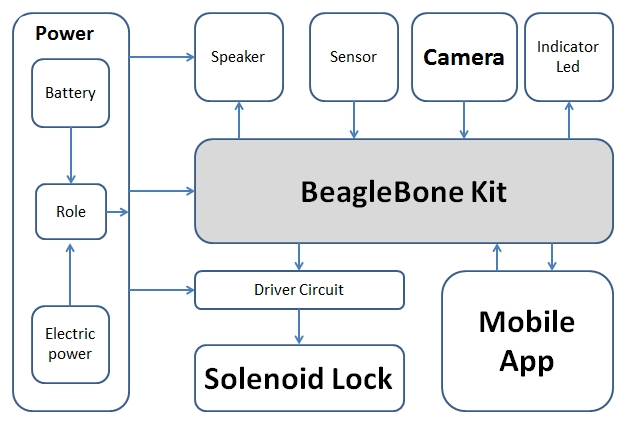 Power
Battery
Role
Electric
power
Speaker
Sensor
Camera
Indicator
Led
BeagleBone Kit
Driver Circuit
Solenoid Lock
Mobile
App